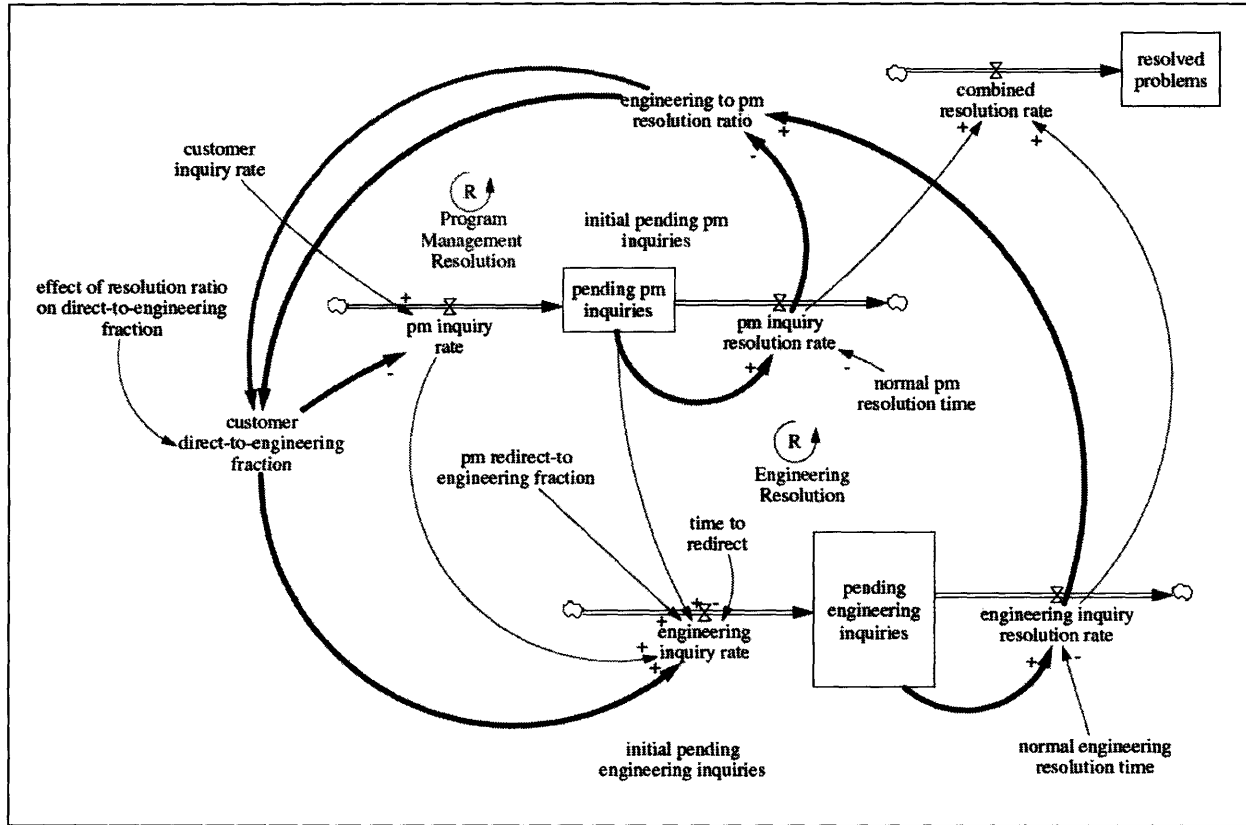 resolved
problems
combined
resolution rate
+
+
engineering to pm
resolution ratio
+
-
customer
inquiry rate
R
Program
Management
Resolution
initial pending pm
inquiries
effect of resolution ratio
on direct-to-engineering
fraction
+
pm inquiry
rate
-
pending pm
inquiries
pm inquiry
resolution rate
+
-
normal pm
resolution time
customer
direct-to-engineering
fraction
R
Engineering
Resolution
pm redirect-to
engineering fraction
time to
redirect
+
-
+
engineering
inquiry rate
+
+
pending
engineering
inquiries
engineering inquiry
resolution rate
+
-
initial pending
engineering inquiries
normal engineering
resolution time